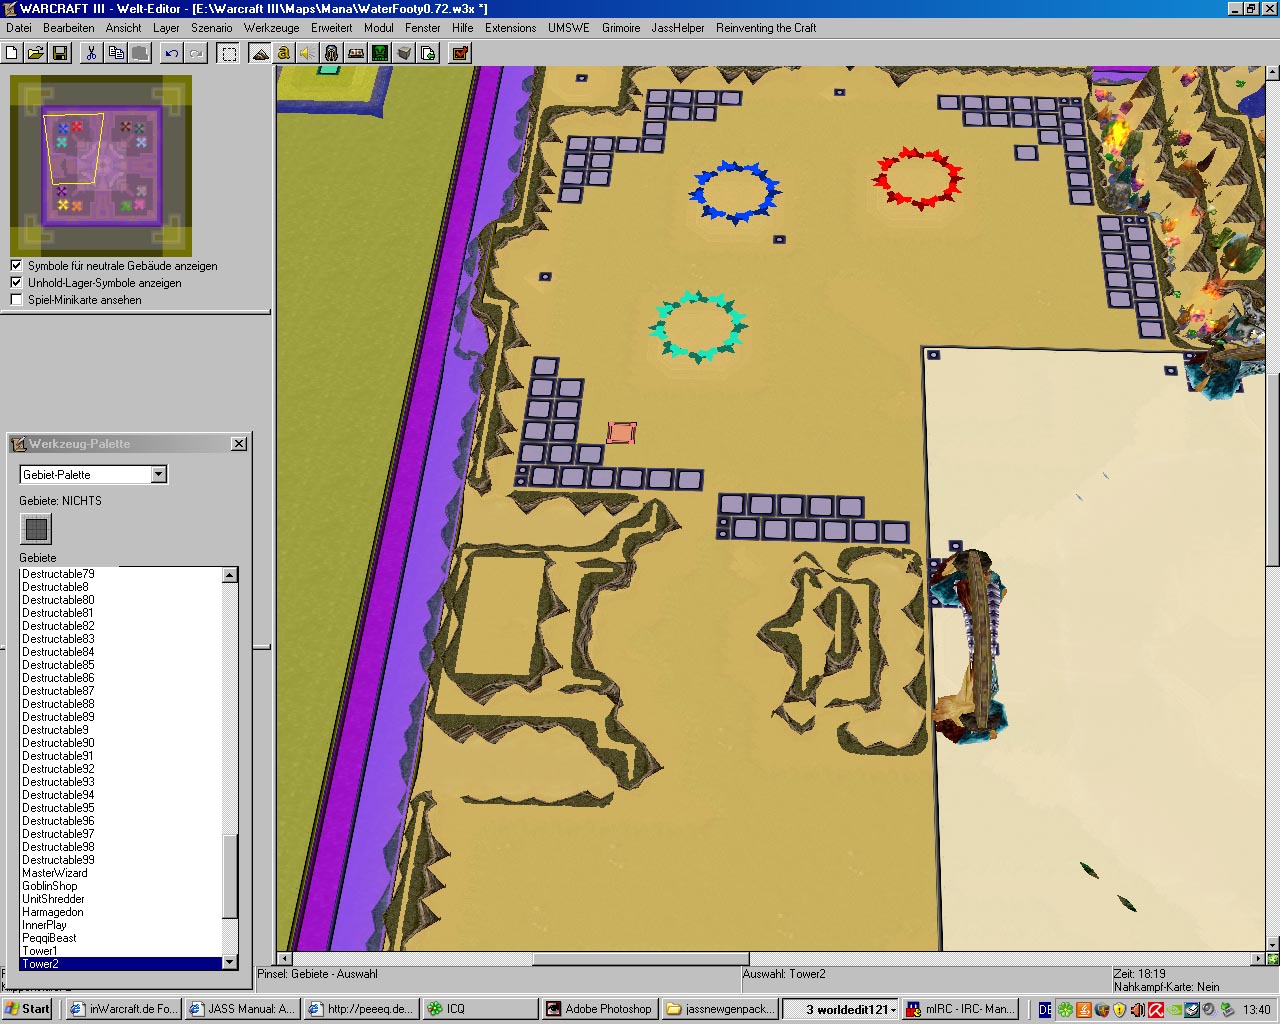 WARCRAFT III - Welt-Editor - [E:\Warcraft III\Maps\Mana\WaterFooty0.72.w3x *]
Datei Bearbeiten Ansicht Layer Szenario Werkzeuge Erweitert Modul Fenster Hilfe Extensions UMSWE Grimoire JassHelper Reinventing the Craft
a
Symbole für neutrale Gebäude anzeigen
Unhold-Lager-Symbole anzeigen
Spiel-Minikarte ansehen
Werkzeug-Palette
Gebiet-Palette
Gebiete: NICHTS
Gebiete
Destructable79
Destructable8
Destructable80
Destructable81
Destructable82
Destructable83
Destructable84
Destructable85
Destructable86
Destructable87
Destructable88
Destructable89
Destructable9
Destructable90
Destructable91
Destructable92
Destructable93
Destructable94
Destructable95
Destructable96
Destructable97
Destructable98
Destructable99
MasterWizard
GoblinShop
UnitShredder
Harmagedon
InnerPlay
PeqqiBeast
Tower1
Tower2
Pinsel: Gebiete - Auswahl
Auswahl: Tower2
Zeit: 18:19
Nahkampf-Karte: Nein
Start
inWarcraft.de Fo...
JASS Manual: A...
http://peeeq.de...
ICQ
Adobe Photoshop
jassnewgenpack...
3 worldedit121
mIRC - IRC- Man...
DE
13:40